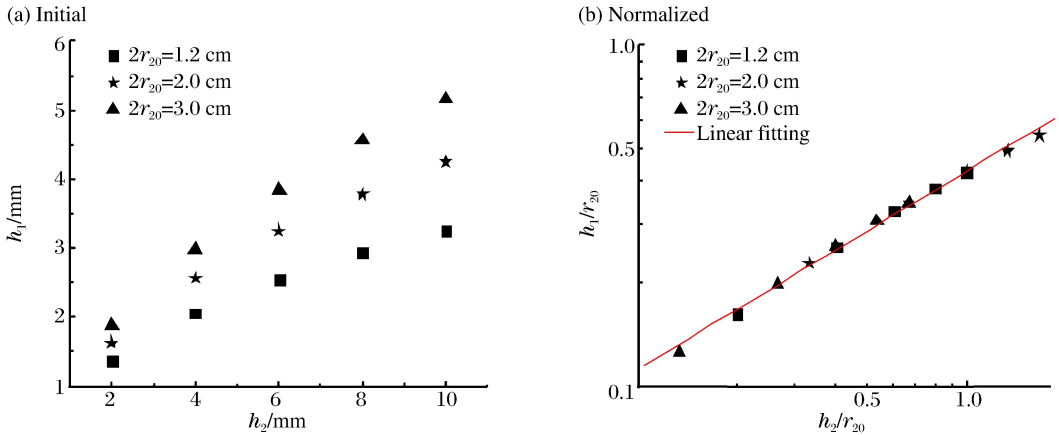 (a) Initial
6
5
4
3
2
1
h₁/mm
2r₂₀=1.2 cm
2r₂₀=2.0 cm
2r₂₀=3.0 cm
2 4 6 8 10
h₂/mm
(b) Normalized
1.0
0.5
0.1
h₁/r₂₀
2r₂₀=1.2 cm
2r₂₀=2.0 cm
2r₂₀=3.0 cm
Linear fitting
0.5 1.0
h₂/r₂₀